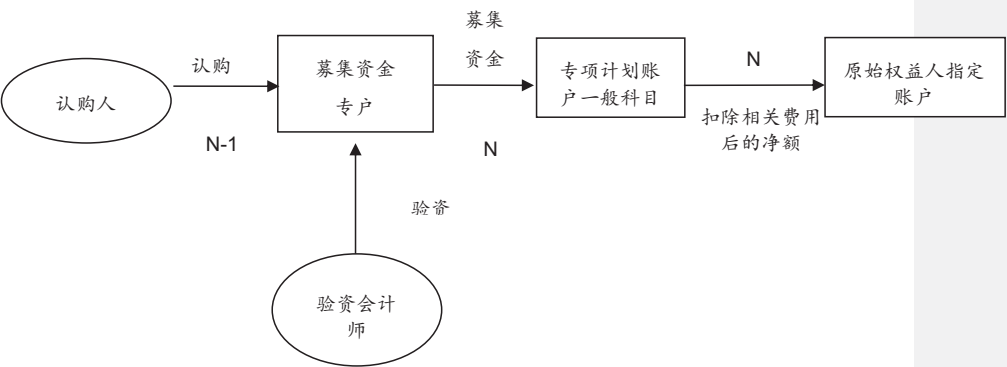 认购人
认购
N-1
募集资金
专户
募集
资金
N
专项计划账
户一般科目
N
扣除相关费用
后的净额
原始权益人指定
账户
验资
验资会计
师